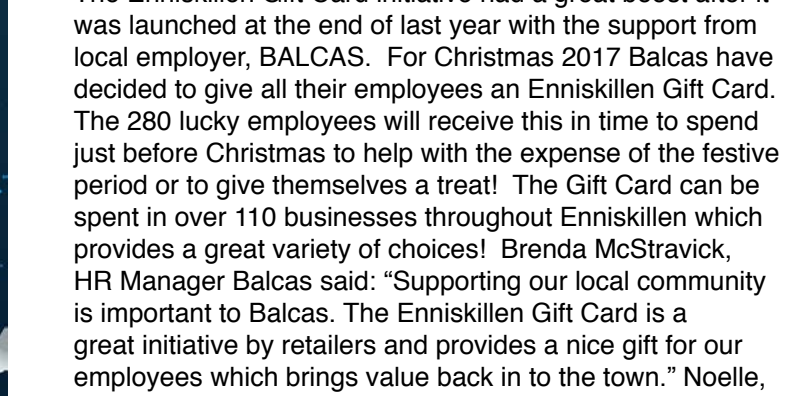 The Enniskillen Gift Card initiative had a great boost after it
was launched at the end of last year with the support from
local employer, BALCAS.  For Christmas 2017 Balcas have
decided to give all their employees an Enniskillen Gift Card.
The 280 lucky employees will receive this in time to spend
just before Christmas to help with the expense of the festive
period or to give themselves a treat!  The Gift Card can be
spent in over 110 businesses throughout Enniskillen which
provides a great variety of choices!  Brenda McStravick,
HR Manager Balcas said: “Supporting our local community
is important to Balcas. The Enniskillen Gift Card is a
great initiative by retailers and provides a nice gift for our
employees which brings value back in to the town.” Noelle,